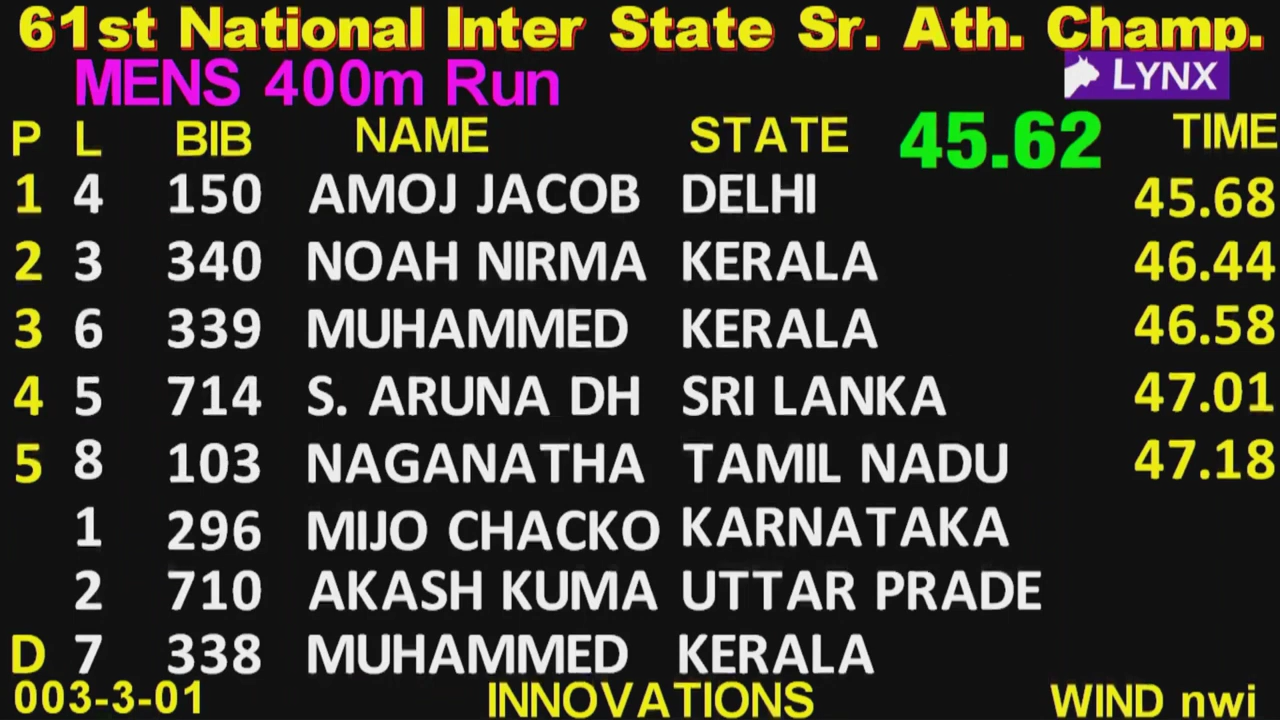 61st National Inter State Sr. Ath. Champ.
MENS 400m Run LYNX
P L BIB NAME STATE 45.62 TIME
1 4 150 AMOJ JACOB DELHI 45.68
2 3 340 NOAH NIRMA KERALA 46.44
3 6 339 MUHAMMED KERALA 46.58
4 5 714 S. ARUNA DH SRI LANKA 47.01
5 8 103 NAGANATHA TAMIL NADU 47.18
1 296 MIJO CHACKO KARNATAKA
2 710 AKASH KUMA UTTAR PRADE
D 7 338 MUHAMMED KERALA
003-3-01 INNOVATIONS WIND nwi